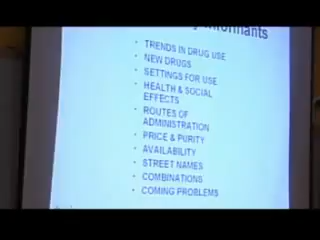 Informants
· TRENDS IN DRUG USE
· NEW DRUGS
· SETTINGS FOR USE
· HEALTH & SOCIAL
EFFECTS
· ROUTES OF
ADMINISTRATION
· PRICE & PURITY
· AVAILABILITY
· STREET NAMES
· COMBINATIONS
· COMING PROBLEMS